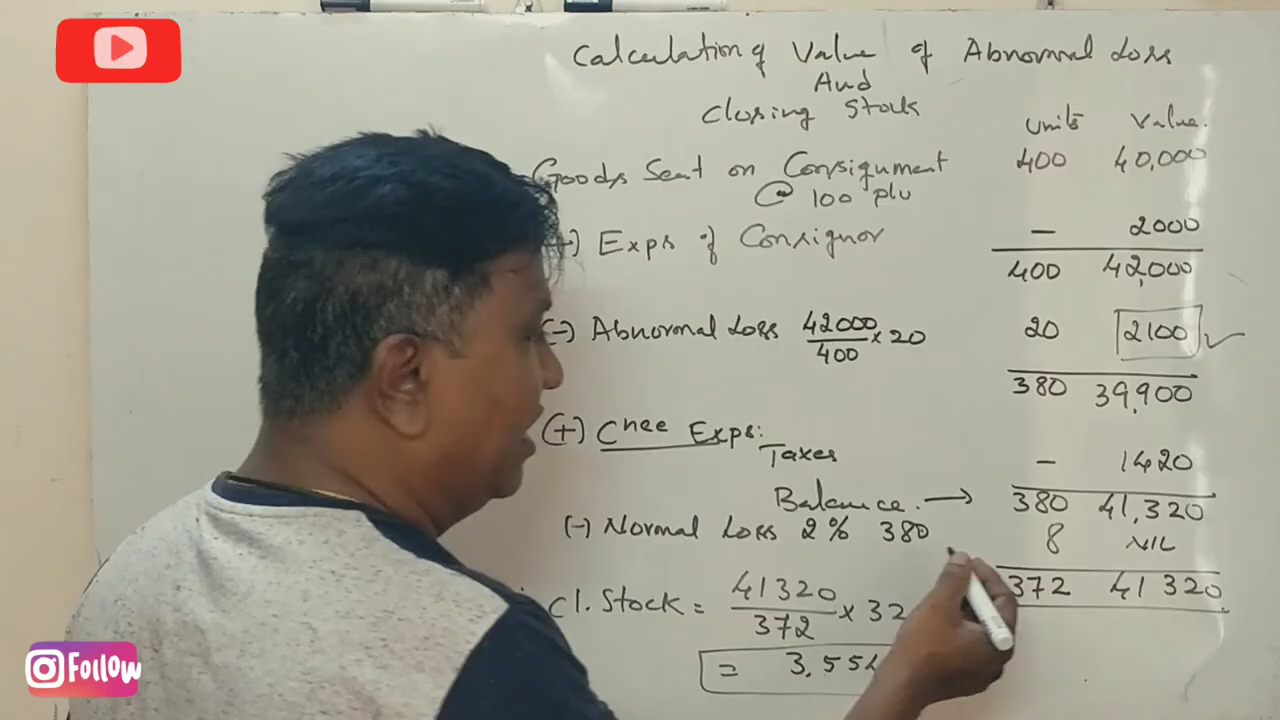 Calculation of Value of Abnormal Loss
And
Closing Stock
Units Value.
Goods Sent on Consignment 400 40,000
@ 100 p/u
Exps of Consignor — 2000
400 42,000
(-) Abnormal Loss 42000/400 × 20 20 2100
380 39,900
(+) Cnee Exps:
Taxes — 1420
Balance. → 380 41,320
(-) Normal Loss 2% 380 8 NIL
372 41320
Cl. Stock = 41320/372 × 32
= 3,55
Follow